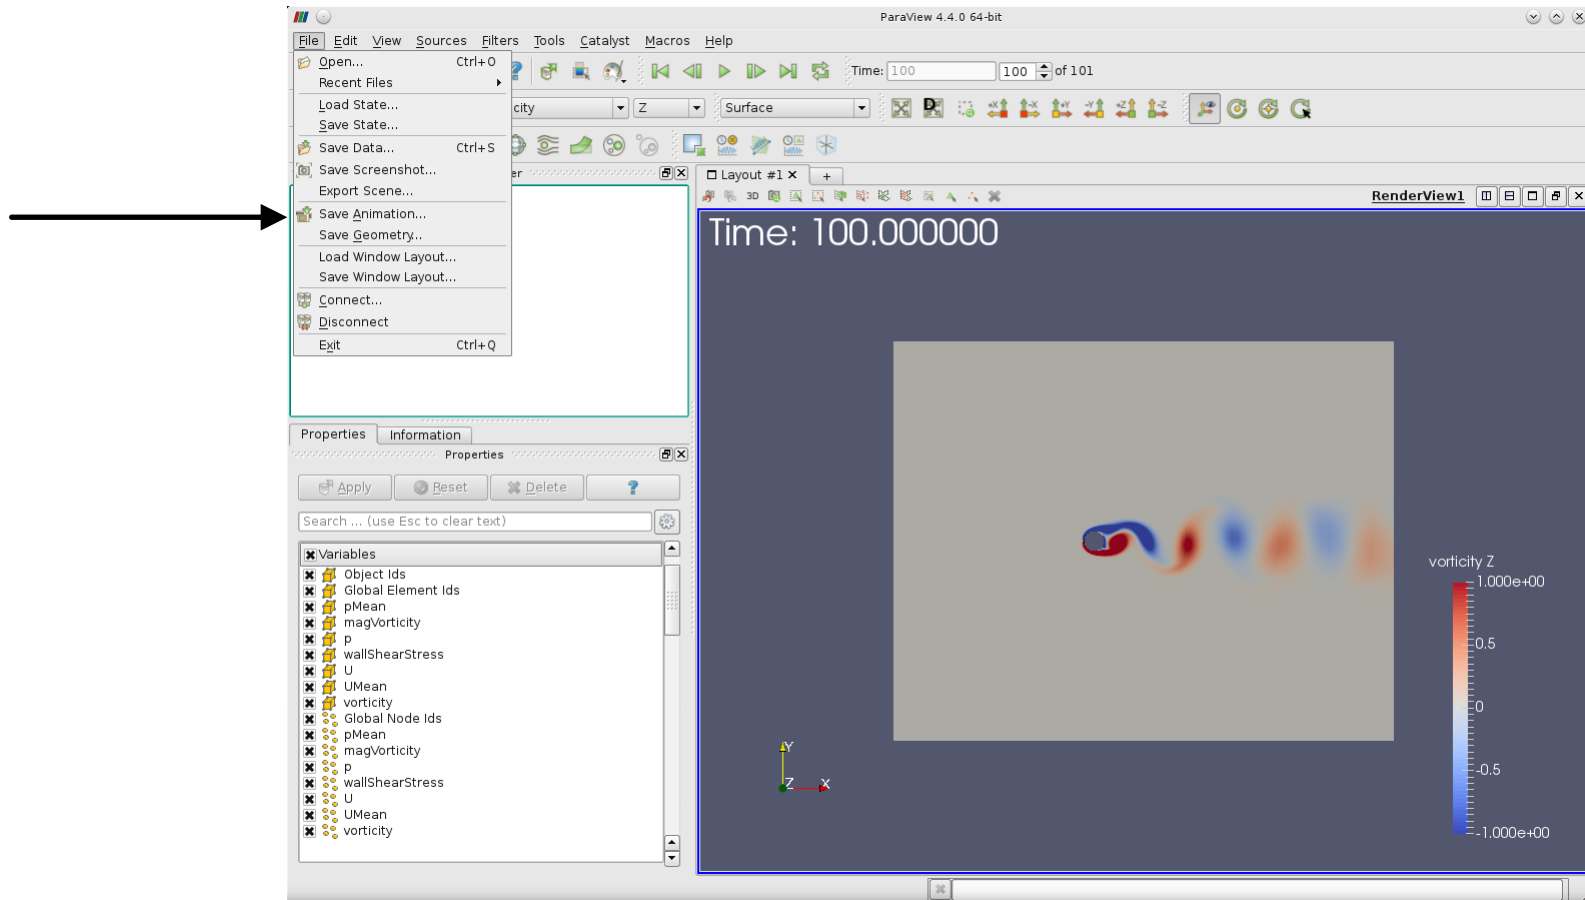 ParaView 4.4.0 64-bit
File Edit View Sources Filters Tools Catalyst Macros Help
Open... Ctrl+O
Recent Files
Load State...
Save State...
Save Data... Ctrl+S
Save Screenshot...
Export Scene...
Save Animation...
Save Geometry...
Load Window Layout...
Save Window Layout...
Connect...
Disconnect
Exit Ctrl+Q
? Time: 100 100 of 101
city Z Surface D +X -X +Y -Y +Z -Z
er
Layout #1 +
3D RenderView1
Time: 100.000000
Properties Information
Properties
Apply Reset Delete ?
Search ... (use Esc to clear text)
Variables
Object Ids
Global Element Ids
pMean
magVorticity
p
wallShearStress
U
UMean
vorticity
Global Node Ids
pMean
magVorticity
p
wallShearStress
U
UMean
vorticity
Y
Z X
vorticity Z
1.000e+00
0.5
0
-0.5
-1.000e+00